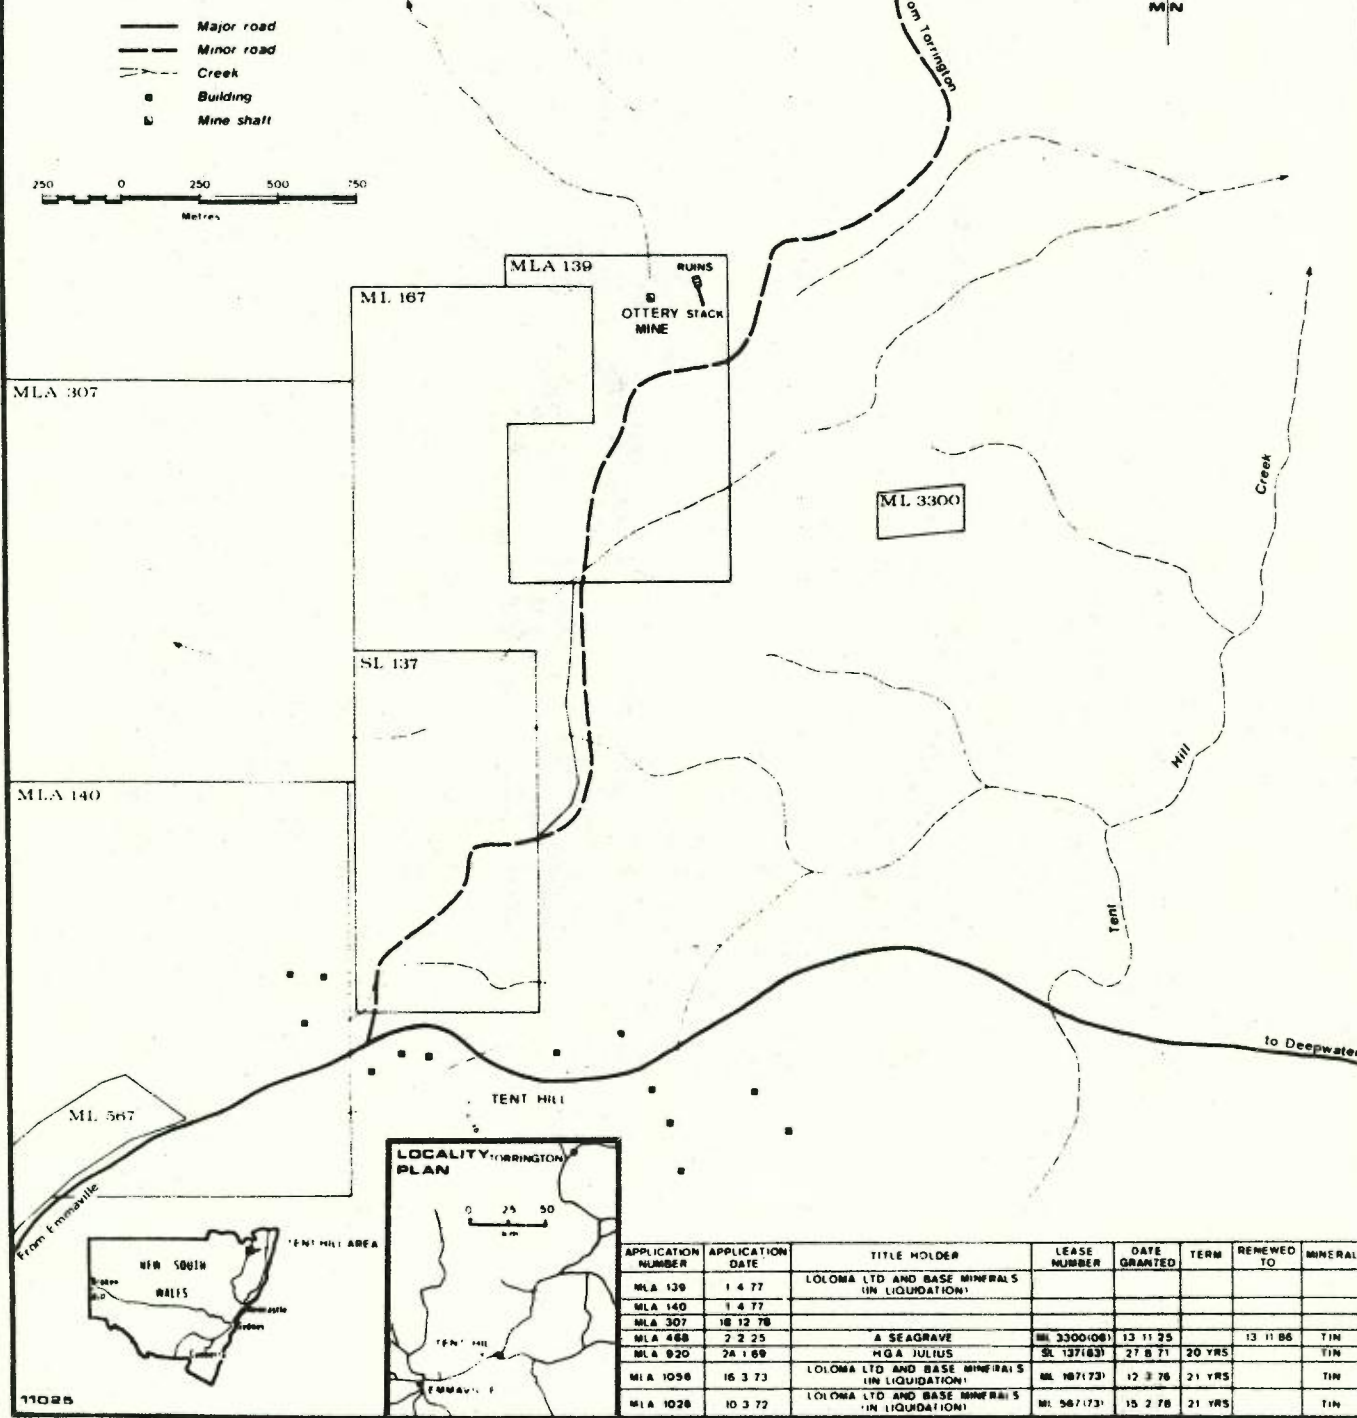 Major road
Minor road
Creek
Building
Mine shaft
250 0 250 500 750
Metres
om Torrington
MN
MLA 139
RUINS
ML 167
OTTERY STACK
MINE
MLA 307
Creek
ML 3300
SL 137
Hill
MLA 140
Tent
to Deepwater
TENT HILL
ML 567
From Emmaville
LOCALITY
PLAN
TORRINGTON
0 25 50
km
TENT HILL AREA
NEW SOUTH
WALES
Newcastle
TENT HIL
EMMAV
11025
APPLICATION NUMBER APPLICATION DATE TITLE HOLDER LEASE NUMBER DATE GRANTED TERM RENEWED TO MINERAL
MLA 139 1 4 77 LOLOMA LTD AND BASE MINERALS (IN LIQUIDATION)
MLA 140 1 4 77
MLA 307 18 12 78
MLA 468 2 2 25 A SEAGRAVE ML 3300(06) 13 11 25 13 11 86 TIN
MLA 920 24 1 69 HGA JULIUS SL 137(63) 27 8 71 20 YRS TIN
MLA 1056 16 3 73 LOLOMA LTD AND BASE MINERALS (IN LIQUIDATION) ML 167(73) 12 3 76 21 YRS TIN
MLA 1028 10 3 72 LOLOMA LTD AND BASE MINERALS (IN LIQUIDATION) ML 567(73) 15 2 78 21 YRS TIN